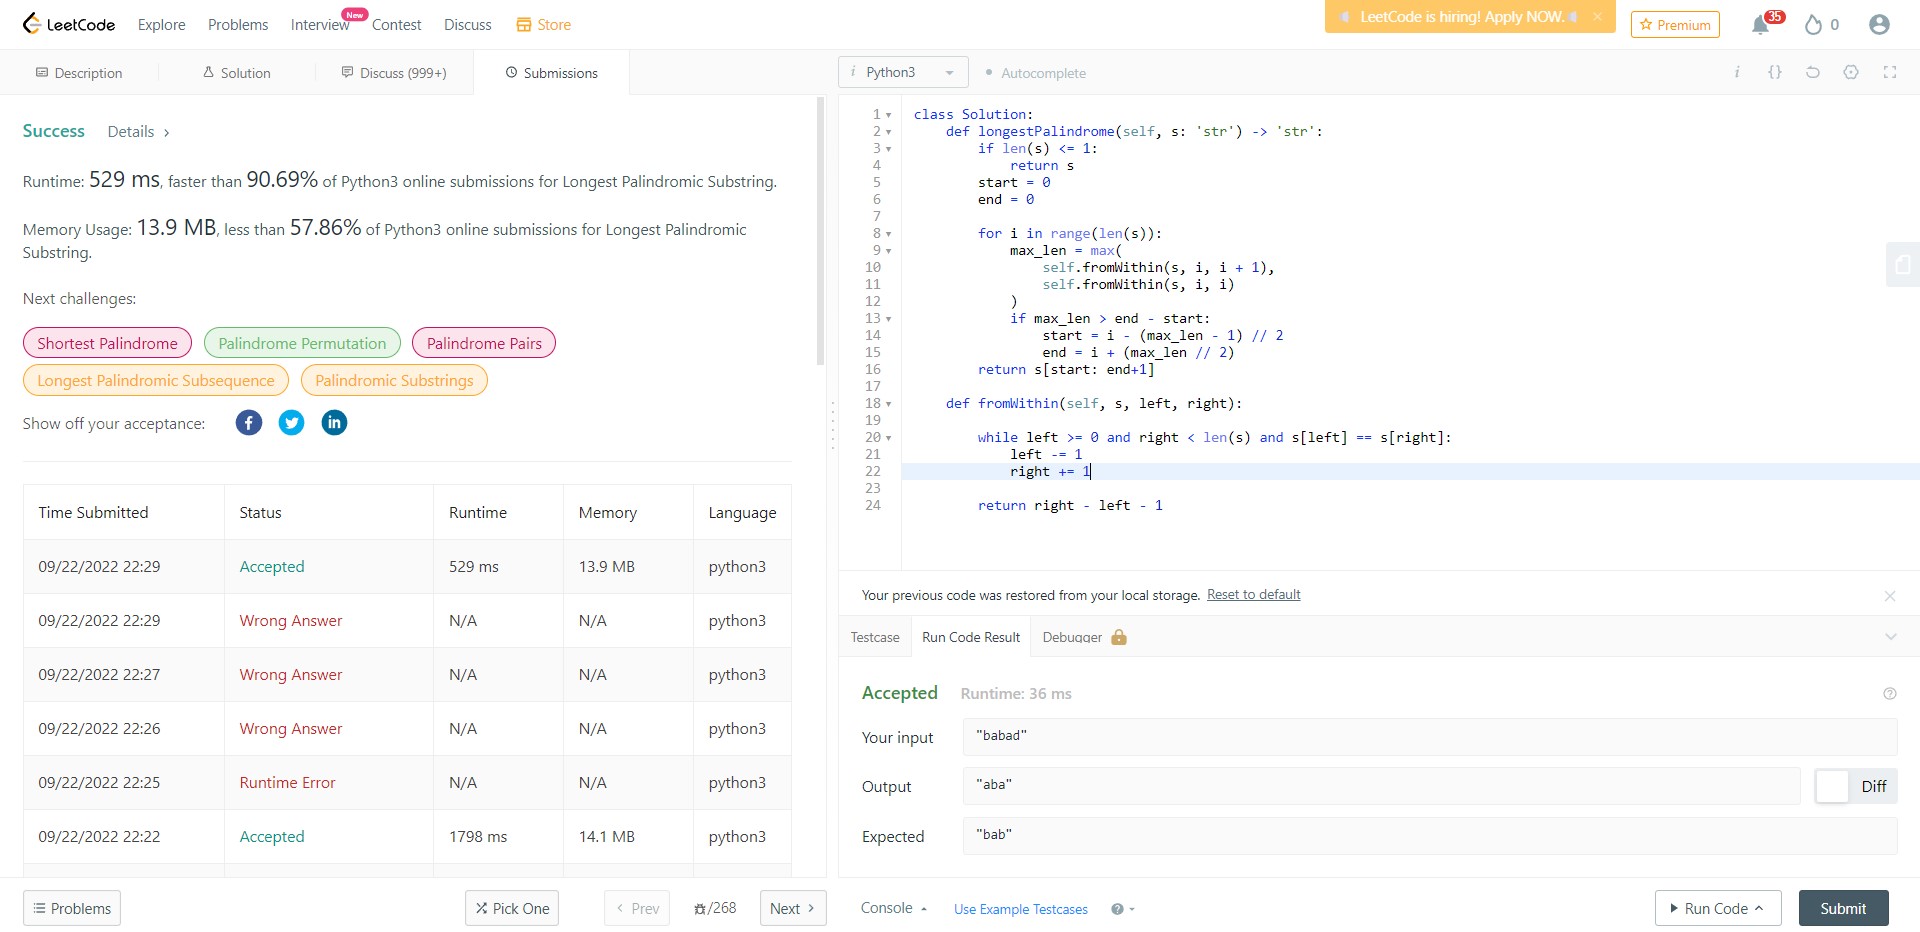 LeetCode Explore Problems Interview New Contest Discuss Store LeetCode is hiring! Apply NOW. Premium 35 0
Description Solution Discuss (999+) Submissions
Success Details
Runtime: 529 ms, faster than 90.69% of Python3 online submissions for Longest Palindromic Substring.
Memory Usage: 13.9 MB, less than 57.86% of Python3 online submissions for Longest Palindromic
Substring.
Next challenges:
Shortest Palindrome Palindrome Permutation Palindrome Pairs
Longest Palindromic Subsequence Palindromic Substrings
Show off your acceptance:
Time Submitted Status Runtime Memory Language
09/22/2022 22:29 Accepted 529 ms 13.9 MB python3
09/22/2022 22:29 Wrong Answer N/A N/A python3
09/22/2022 22:27 Wrong Answer N/A N/A python3
09/22/2022 22:26 Wrong Answer N/A N/A python3
09/22/2022 22:25 Runtime Error N/A N/A python3
09/22/2022 22:22 Accepted 1798 ms 14.1 MB python3
Problems Pick One Prev /268 Next
i Python3 Autocomplete i {}
1 class Solution:
2     def longestPalindrome(self, s: 'str') -> 'str':
3         if len(s) <= 1:
4             return s
5         start = 0
6         end = 0
7
8         for i in range(len(s)):
9             max_len = max(
10                 self.fromWithin(s, i, i + 1),
11                 self.fromWithin(s, i, i)
12             )
13             if max_len > end - start:
14                 start = i - (max_len - 1) // 2
15                 end = i + (max_len // 2)
16         return s[start: end+1]
17
18     def fromWithin(self, s, left, right):
19
20         while left >= 0 and right < len(s) and s[left] == s[right]:
21             left -= 1
22             right += 1
23
24         return right - left - 1
Your previous code was restored from your local storage. Reset to default
Testcase Run Code Result Debugger
Accepted Runtime: 36 ms
Your input "babad"
Output "aba" Diff
Expected "bab"
Console Use Example Testcases Run Code Submit